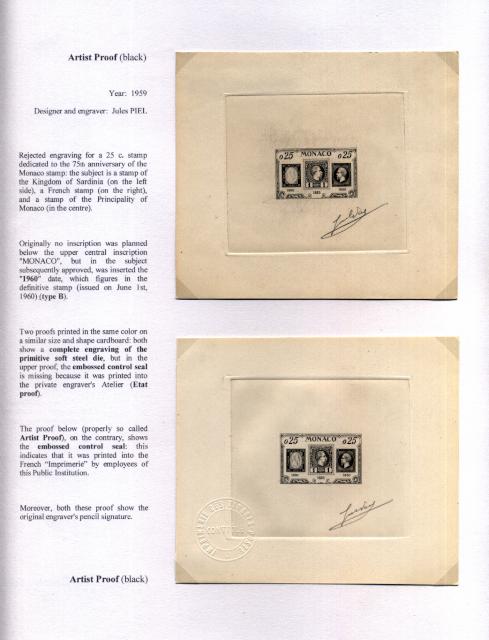 Artist Proof (black)
Year: 1959
Designer and engraver: Jules PIEL
Rejected engraving for a 25 c. stamp
dedicated to the 75th anniversary of the
Monaco stamp: the subject is a stamp of
the Kingdom of Sardinia (on the left
side), a French stamp (on the right),
and a stamp of the Principality of
Monaco (in the centre).
Originally no inscription was planned
below the upper central inscription
"MONACO", but in the subject
subsequently approved, was inserted the
"1960" date, which figures in the
definitive stamp (issued on June 1st,
1960) (type B).
Two proofs printed in the same color on
a similar size and shape cardboard: both
show a complete engraving of the
primitive soft steel die, but in the
upper proof, the embossed control seal
is missing because it was printed into
the private engraver's Atelier (Etat
proof).
The proof below (properly so called
Artist Proof), on the contrary, shows
the embossed control seal: this
indicates that it was printed into the
French "Imprimerie" by employees of
this Public Institution.
Moreover, both these proof show the
original engraver's pencil signature.
Artist Proof (black)
0.25 MONACO 0.25
1885
0.25 MONACO 0.25
CONTROLE